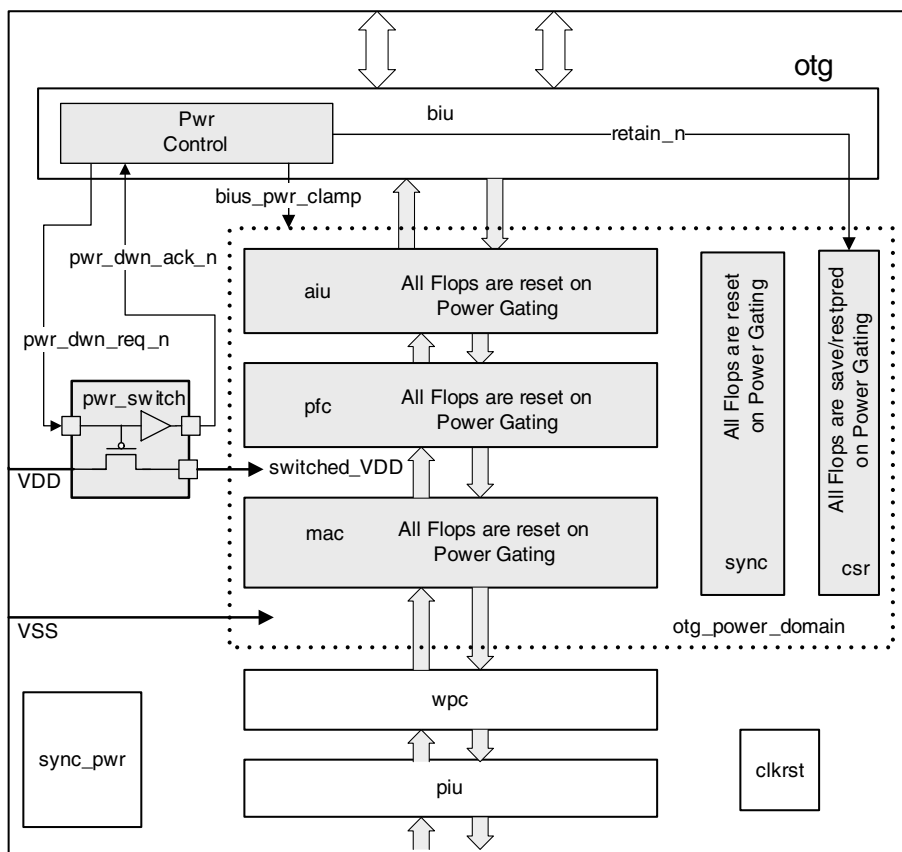 otg
biu
Pwr
Control
retain_n
bius_pwr_clamp
pwr_dwn_ack_n
pwr_dwn_req_n
aiu
All Flops are reset on
Power Gating
pfc
All Flops are reset on
Power Gating
pwr_switch
switched_VDD
VDD
mac
All Flops are reset on
Power Gating
All Flops are reset
on Power Gating
sync
All Flops are save/restpred
on Power Gating
csr
VSS
otg_power_domain
wpc
sync_pwr
piu
clkrst